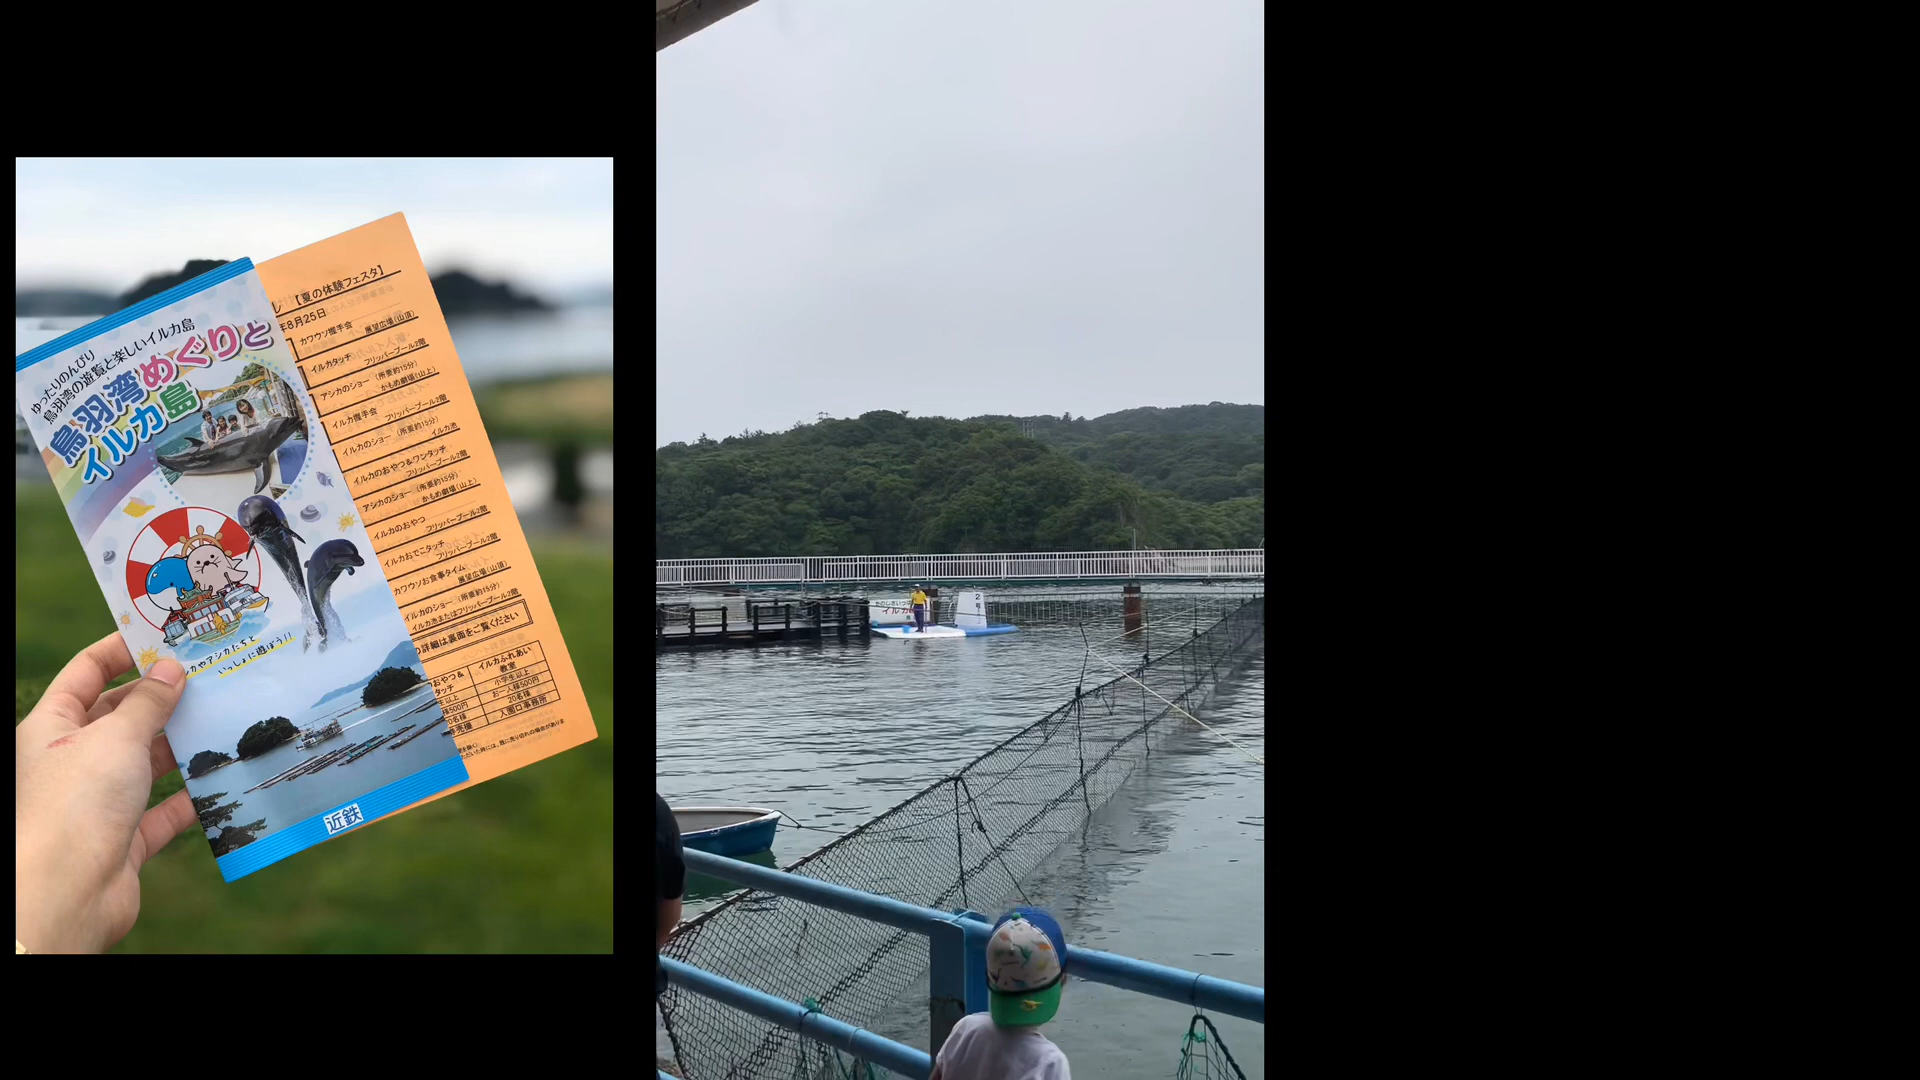 ゆったりのんびり
鳥羽湾の遊覧と楽しいイルカ島
鳥羽湾めぐりと
イルカ島
いっしょに遊ぼう!!
近鉄
【夏の体験フェスタ】
年8月25日
カワウソ握手会
展望広場(山頂)
イルカタッチ
フリッパープール2階
アシカのショー (所要約15分)
かもめ劇場(山上)
イルカ握手会
フリッパープール2階
イルカのショー (所要約15分)
イルカ池
イルカのおやつ&ワンタッチ
フリッパープール2階
アシカのショー (所要約15分)
かもめ劇場(山上)
イルカのおやつ
フリッパープール2階
イルカおでこタッチ
フリッパープール2階
カワウソお食事タイム
展望広場(山頂)
イルカのショー (所要約15分)
イルカ池またはフリッパープール2階
詳細は裏面をご覧ください
おやつ&
タッチ
イルカふれあい
教室
小学生以上
お一人様500円
20名様
入園口事務所
2